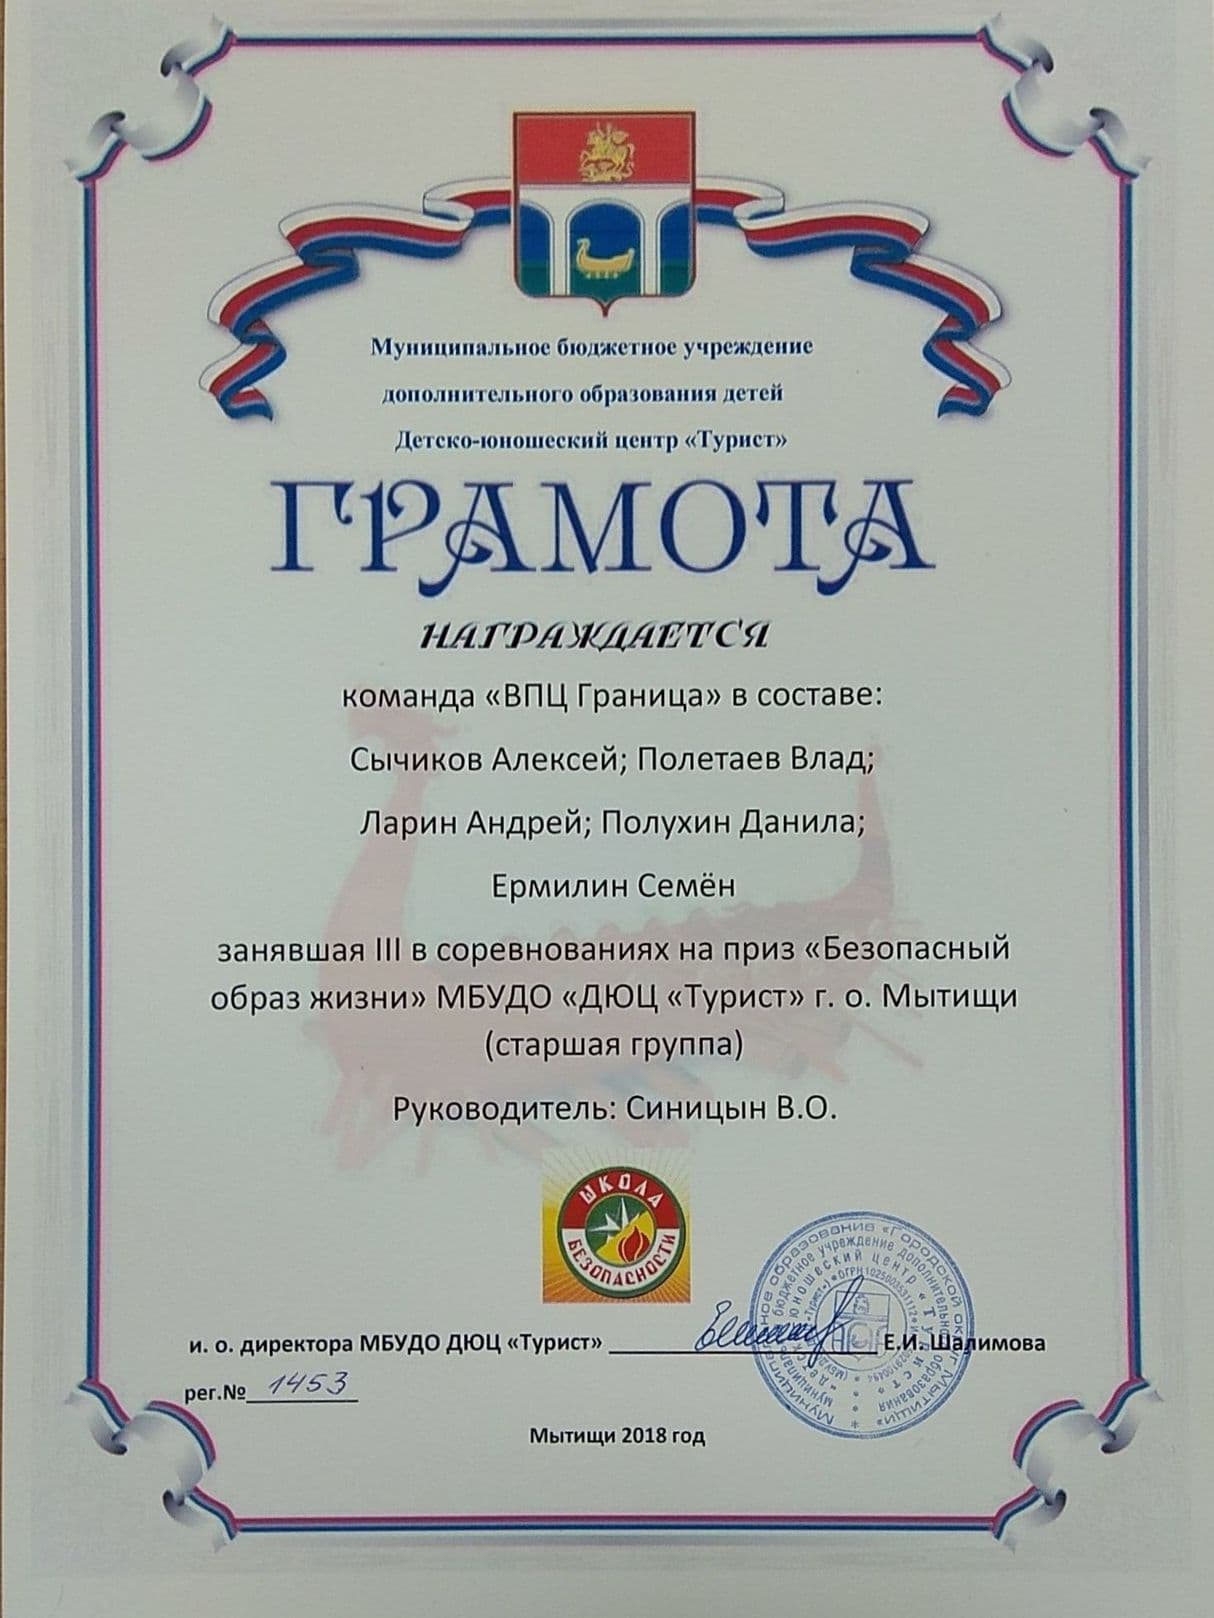 Муниципальное бюджетное учреждение
дополнительного образования детей
Детско-юношеский центр «Турист»
ГРАМОТА
НАГРАЖДАЕТСЯ
команда «ВПЦ Граница» в составе:
Сычиков Алексей; Полетаев Влад;
Ларин Андрей; Полухин Данила;
Ермилин Семён
занявшая III в соревнованиях на приз «Безопасный
образ жизни» МБУДО «ДЮЦ «Турист» г. о. Мытищи
(старшая группа)
Руководитель: Синицын В.О.
ШКОЛА
БЕЗОПАСНОСТИ
и. о. директора МБУДО ДЮЦ «Турист» Е.И. Шалимова
рег.№ 1453
Мытищи 2018 год